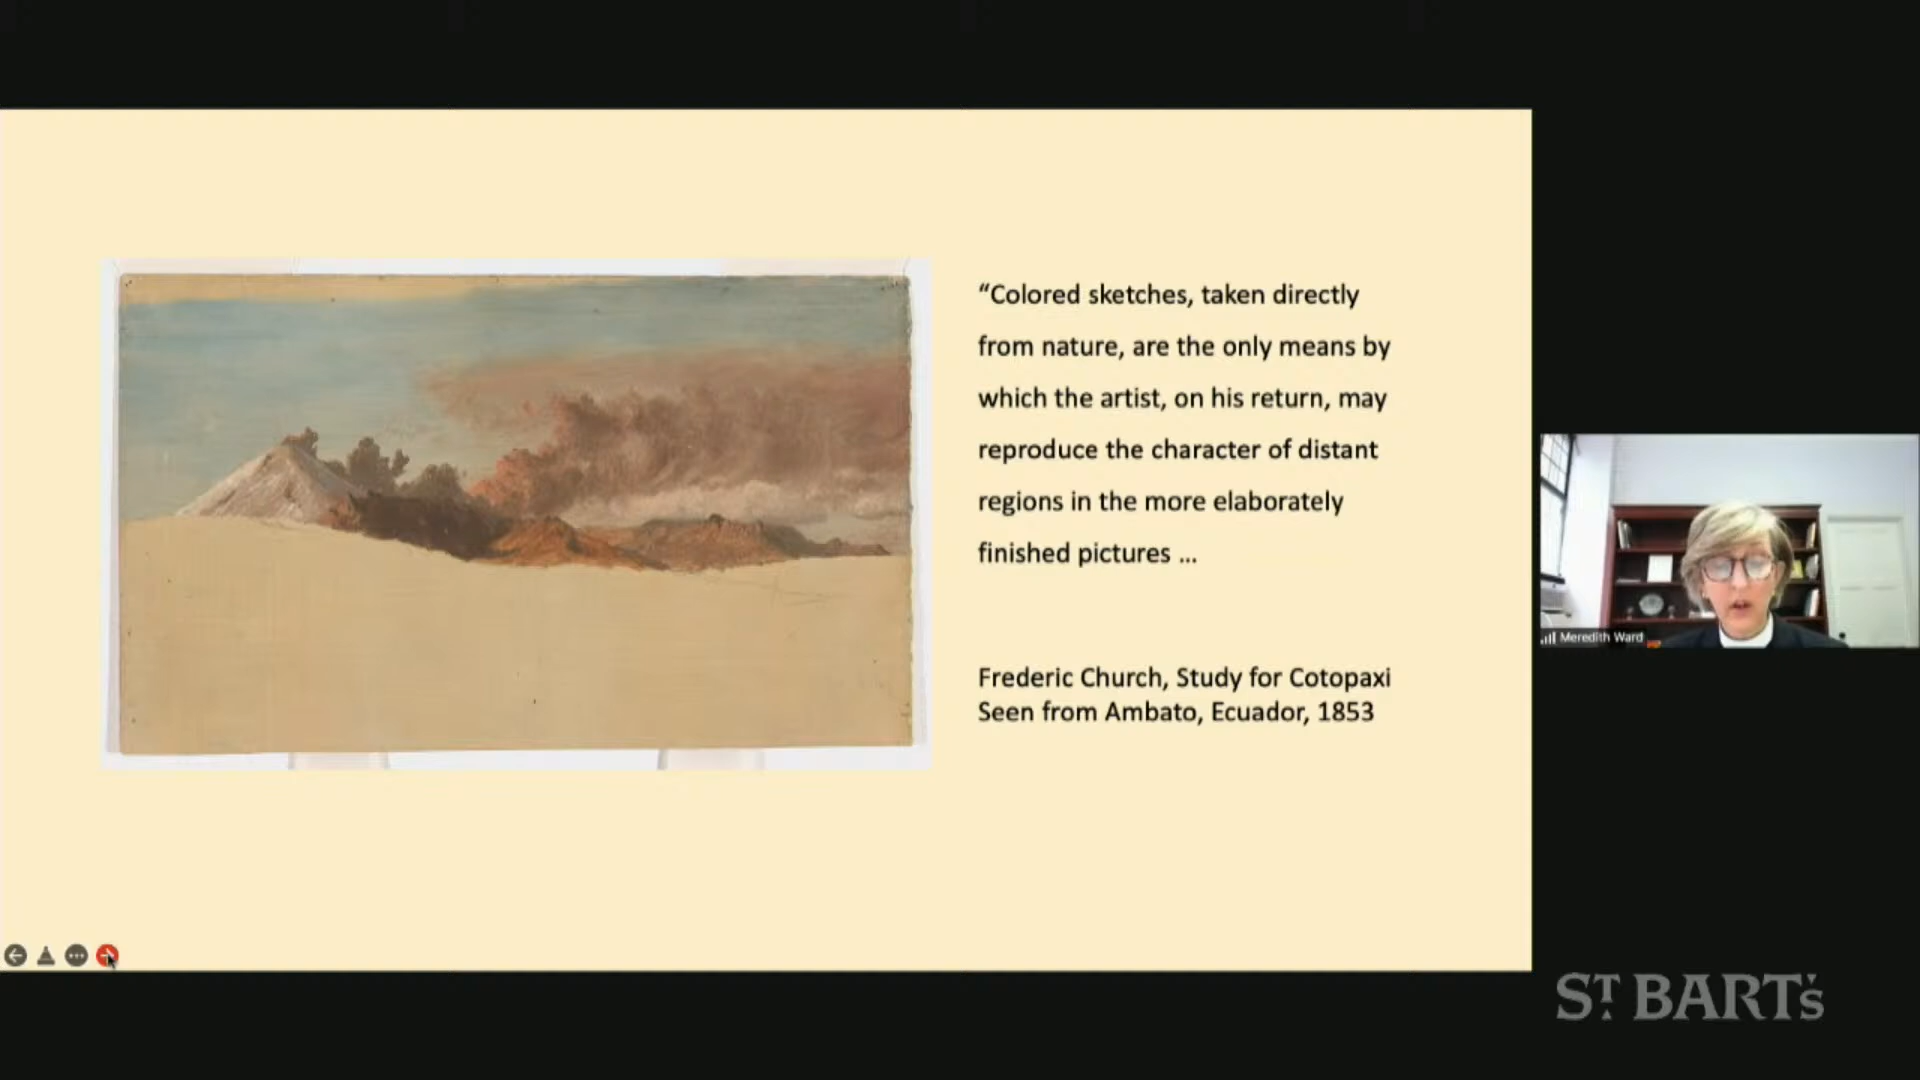 “Colored sketches, taken directly
from nature, are the only means by
which the artist, on his return, may
reproduce the character of distant
regions in the more elaborately
finished pictures ...
Frederic Church, Study for Cotopaxi
Seen from Ambato, Ecuador, 1853
Meredith Ward
ST. BART's